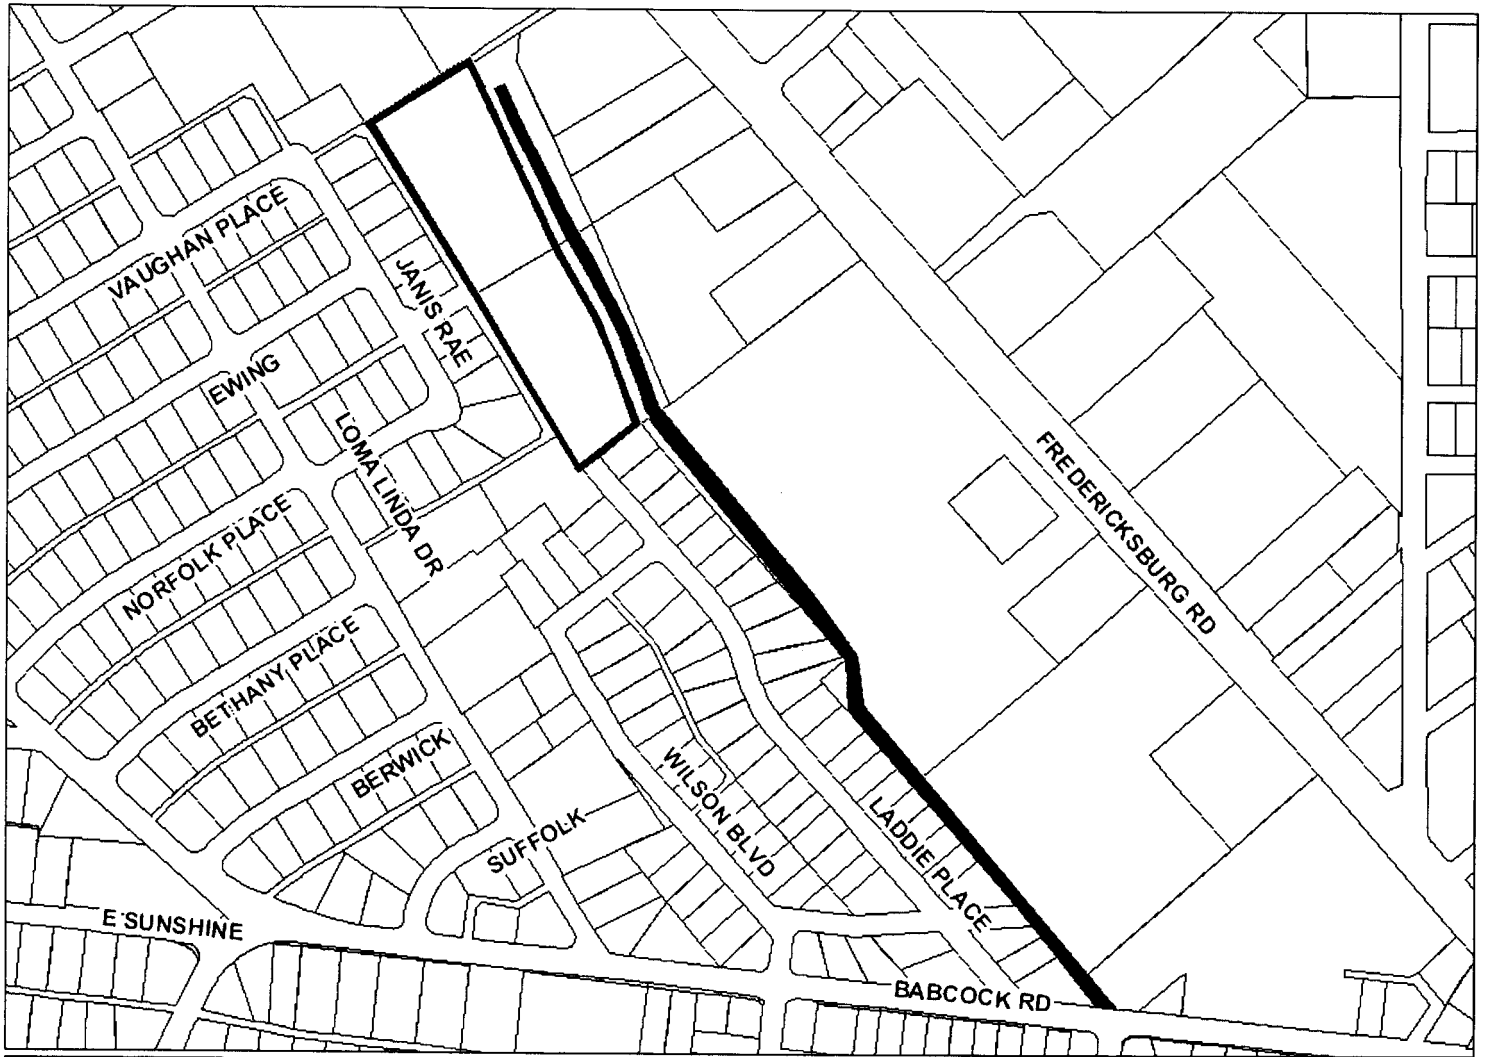 VAUGHAN PLACE
JANIS RAE
EWING
LOMA LINDA DR
FREDERICKSBURG RD
NORFOLK PLACE
BETHANY PLACE
BERWICK
WILSON BLVD
SUFFOLK
LADDIE PLACE
E SUNSHINE
BABCOCK RD